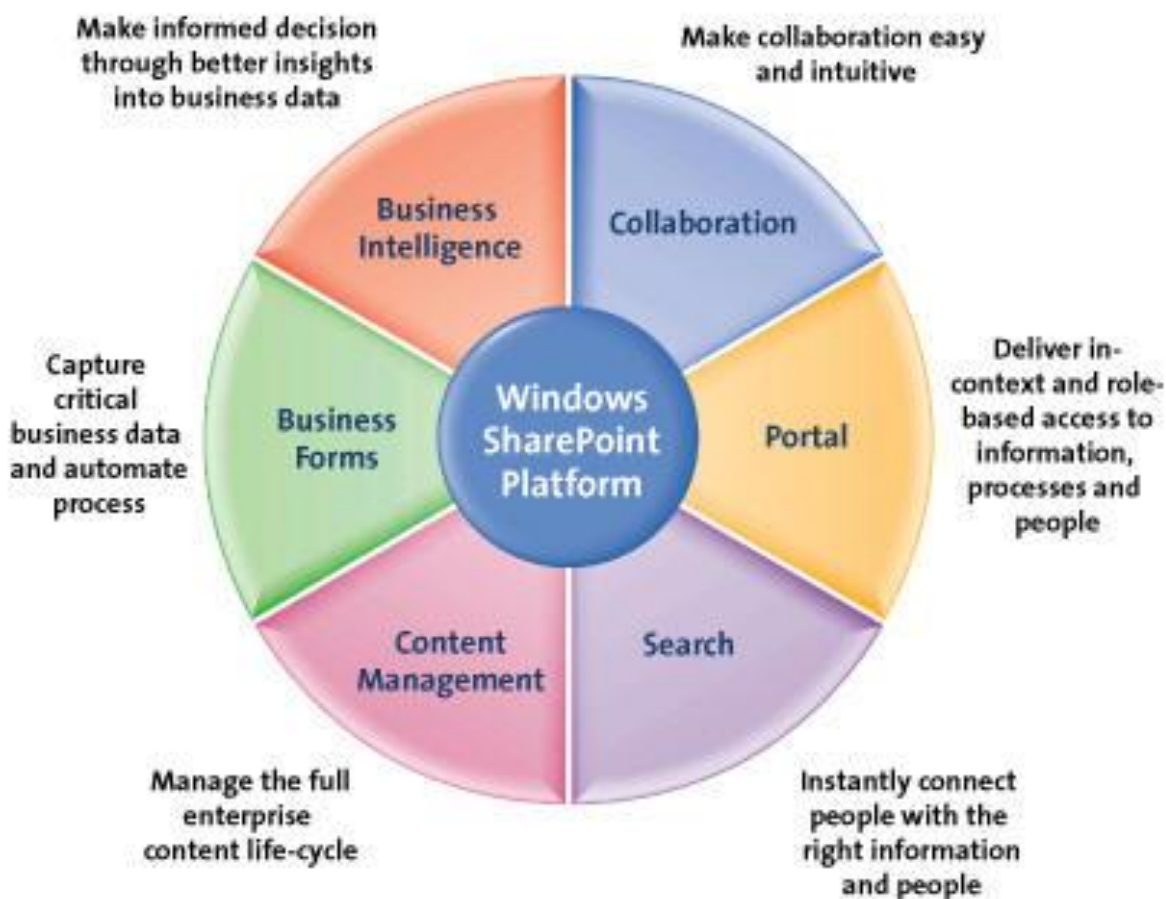 Make informed decision
through better insights
into business data
Make collaboration easy
and intuitive
Business
Intelligence
Collaboration
Capture
critical
business data
and automate
process
Business
Forms
Windows
SharePoint
Platform
Portal
Deliver in-
context and role-
based access to
information,
processes and
people
Content
Management
Search
Manage the full
enterprise
content life-cycle
Instantly connect
people with the
right information
and people